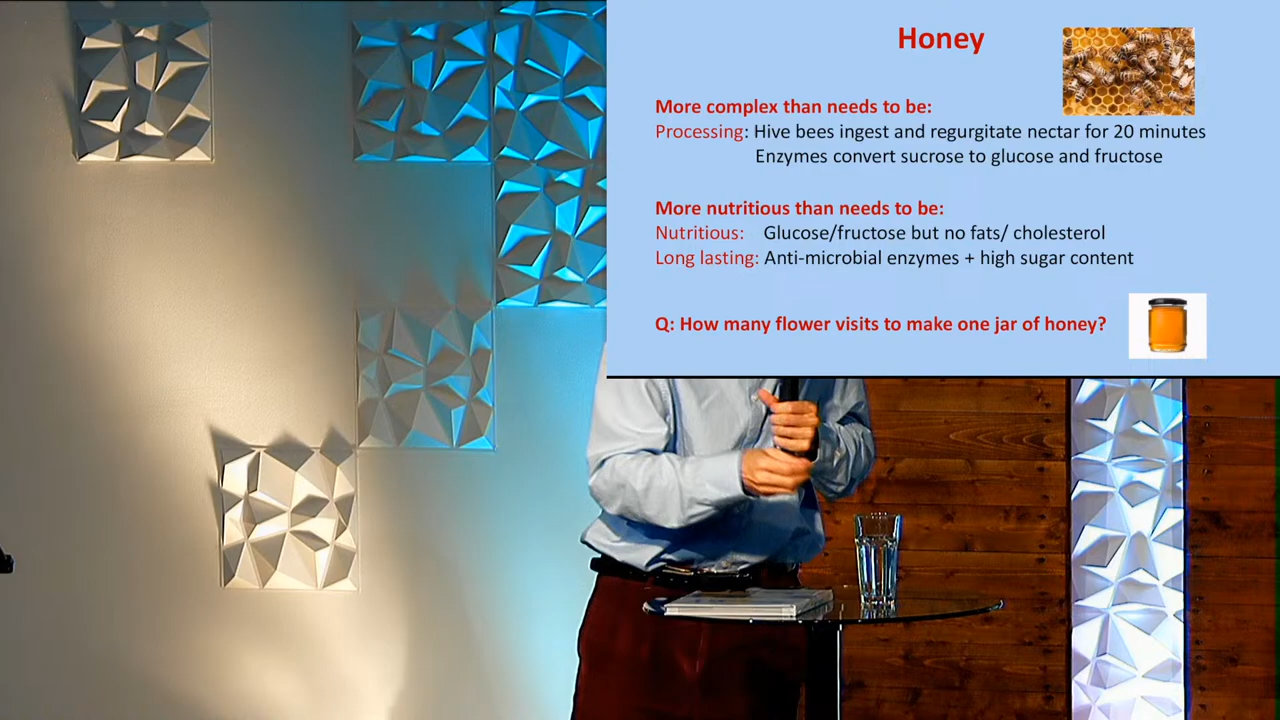 Honey
More complex than needs to be:
Processing: Hive bees ingest and regurgitate nectar for 20 minutes
Enzymes convert sucrose to glucose and fructose
More nutritious than needs to be:
Nutritious: Glucose/fructose but no fats/ cholesterol
Long lasting: Anti-microbial enzymes + high sugar content
Q: How many flower visits to make one jar of honey?